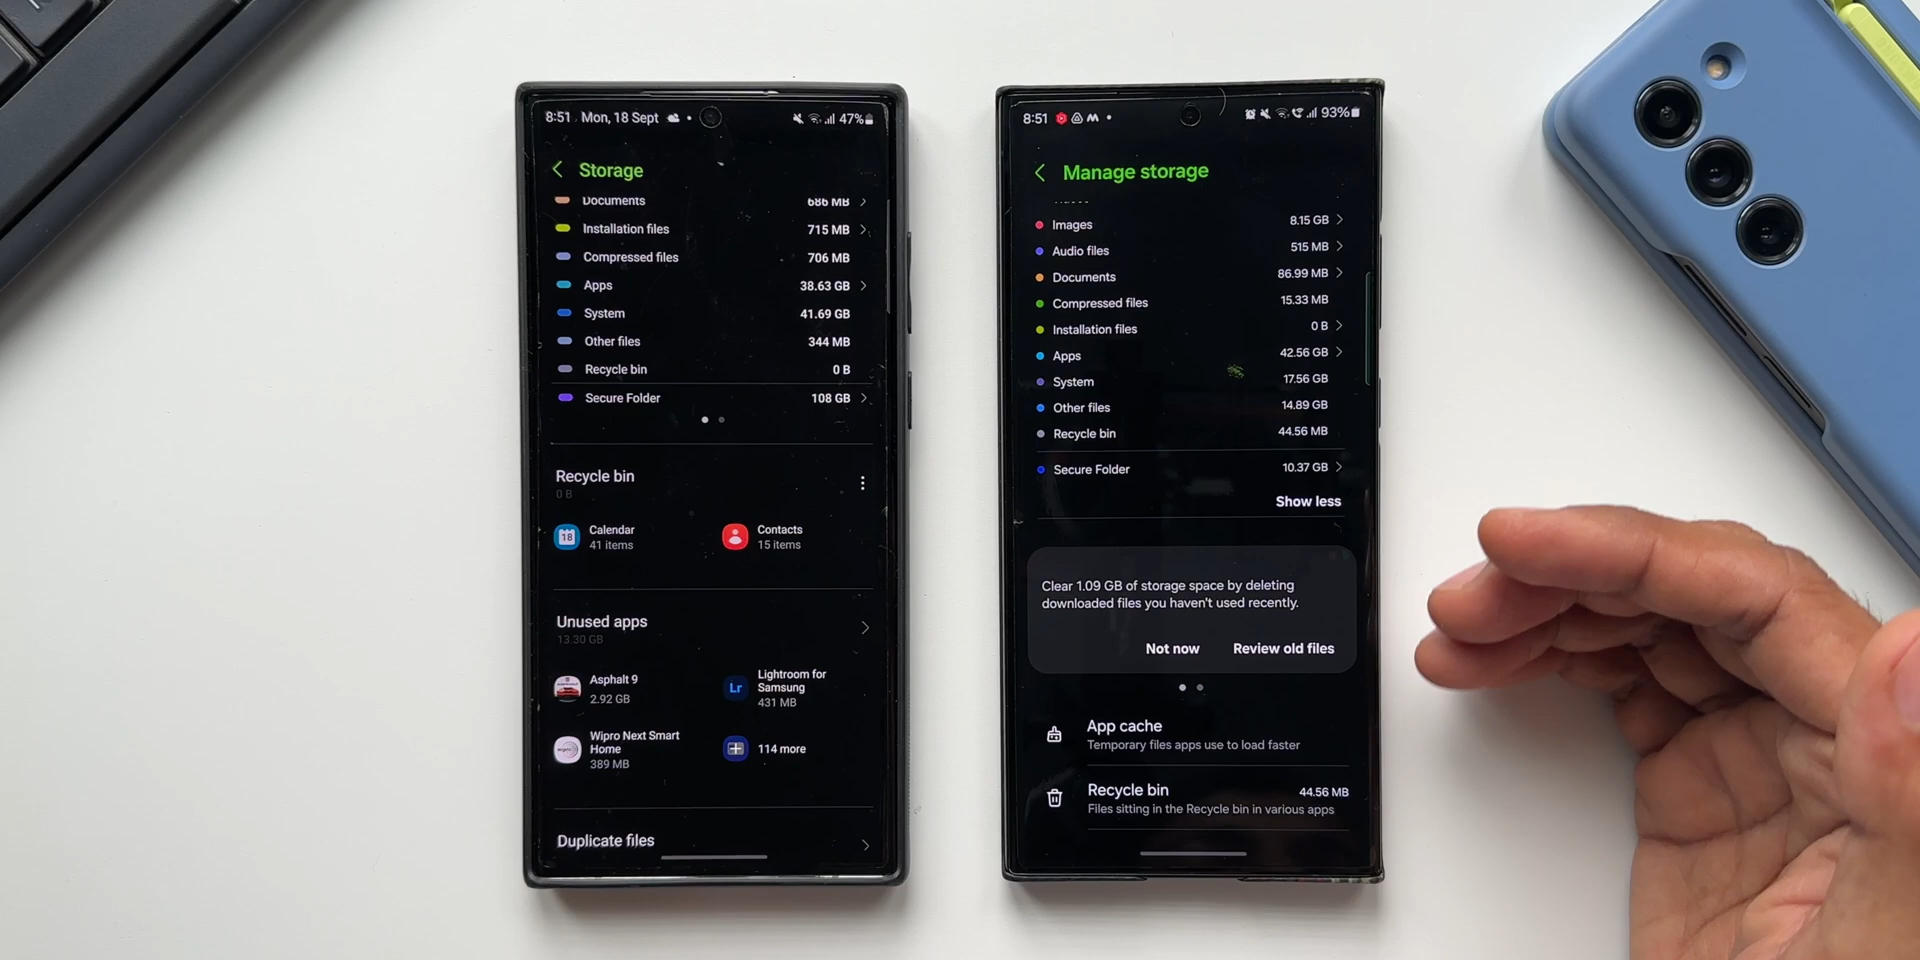 8:51 Mon, 18 Sept
47%
Storage
Documents 686 MB
Installation files 715 MB
Compressed files 706 MB
Apps 38.63 GB
System 41.69 GB
Other files 344 MB
Recycle bin 0 B
Secure Folder 108 GB
Recycle bin
0 B
18
Calendar
41 items
Contacts
15 items
Unused apps
13.30 GB
Asphalt 9
2.92 GB
Lr
Lightroom for
Samsung
431 MB
Wipro Next Smart
Home
389 MB
114 more
Duplicate files
8:51
93%
Manage storage
Images 8.15 GB
Audio files 515 MB
Documents 86.99 MB
Compressed files 15.33 MB
Installation files 0 B
Apps 42.56 GB
System 17.56 GB
Other files 14.89 GB
Recycle bin 44.56 MB
Secure Folder 10.37 GB
Show less
Clear 1.09 GB of storage space by deleting
downloaded files you haven't used recently.
Not now Review old files
App cache
Temporary files apps use to load faster
Recycle bin 44.56 MB
Files sitting in the Recycle bin in various apps